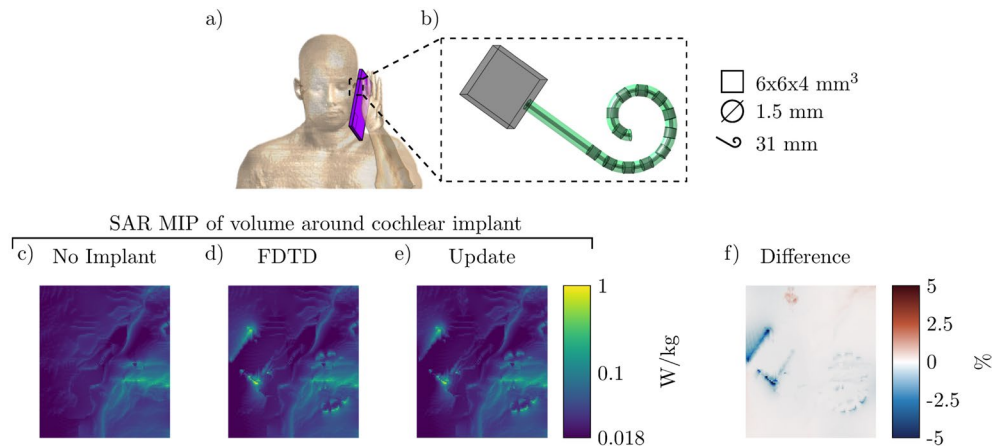 a)
b)
6x6x4 mm³
1.5 mm
31 mm
SAR MIP of volume around cochlear implant
c) No Implant
d) FDTD
e) Update
f) Difference
1
0.1
0.018
W/kg
5
2.5
0
-2.5
-5
%